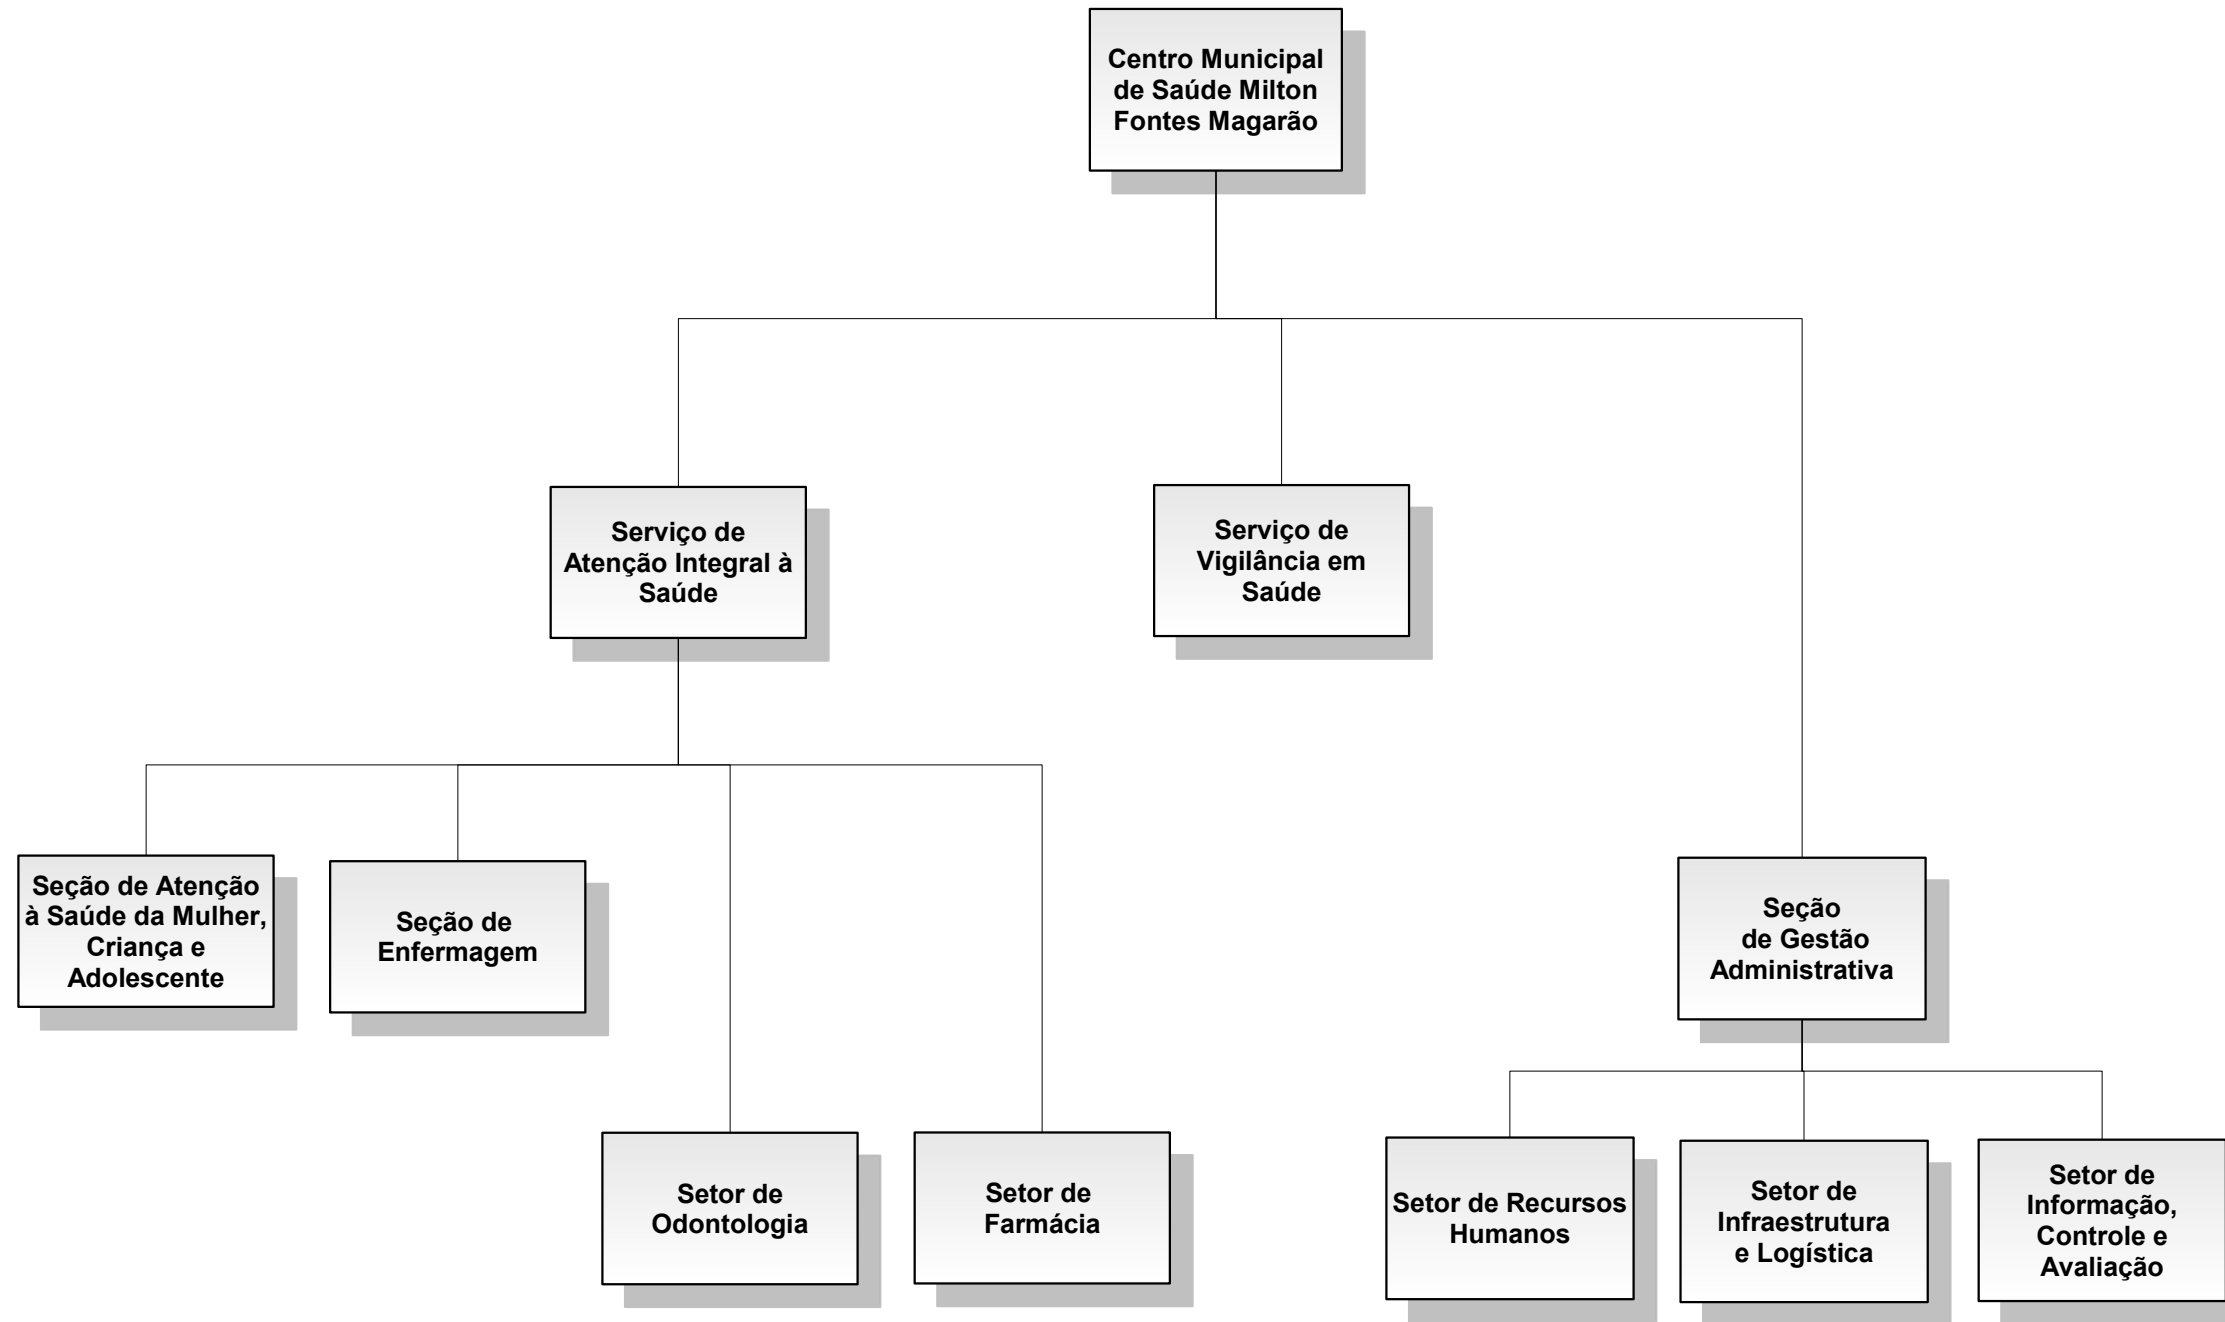 Centro Municipal
de Saúde Milton
Fontes Magarão
Serviço de
Atenção Integral à
Saúde
Serviço de
Vigilância em
Saúde
Seção de Atenção
à Saúde da Mulher,
Criança e
Adolescente
Seção de
Enfermagem
Seção
de Gestão
Administrativa
Setor de
Odontologia
Setor de
Farmácia
Setor de Recursos
Humanos
Setor de
Infraestrutura
e Logística
Setor de
Informação,
Controle e
Avaliação